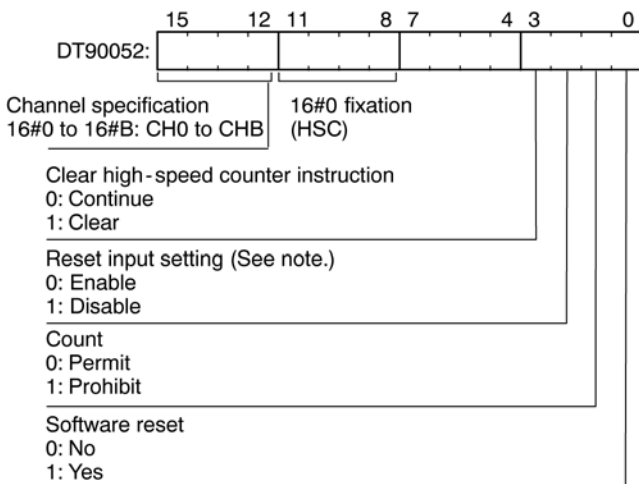 15 12 11 8 7 4 3 0
DT90052:
Channel specification
16#0 to 16#B: CH0 to CHB
16#0 fixation
(HSC)
Clear high-speed counter instruction
0: Continue
1: Clear
Reset input setting (See note.)
0: Enable
1: Disable
Count
0: Permit
1: Prohibit
Software reset
0: No
1: Yes